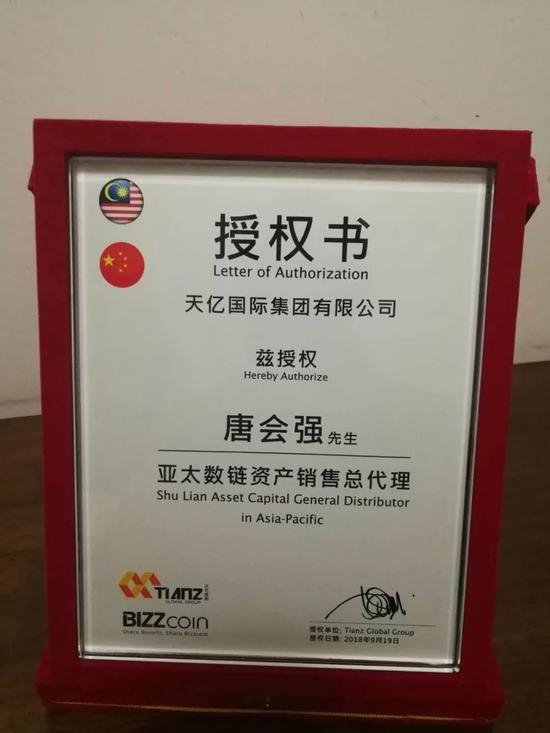 授权书
Letter of Authorization
天亿国际集团有限公司
兹授权
Hereby Authorize
唐会强先生
亚太数链资产销售总代理
Shu Lian Asset Capital General Distributor
in Asia-Pacific
TIANZ
GLOBAL GROUP
BIZZCOIN
Share Benefit, Share Bizzcoin
授权单位: Tianz Global Group
授权日期: 2018年9月19日